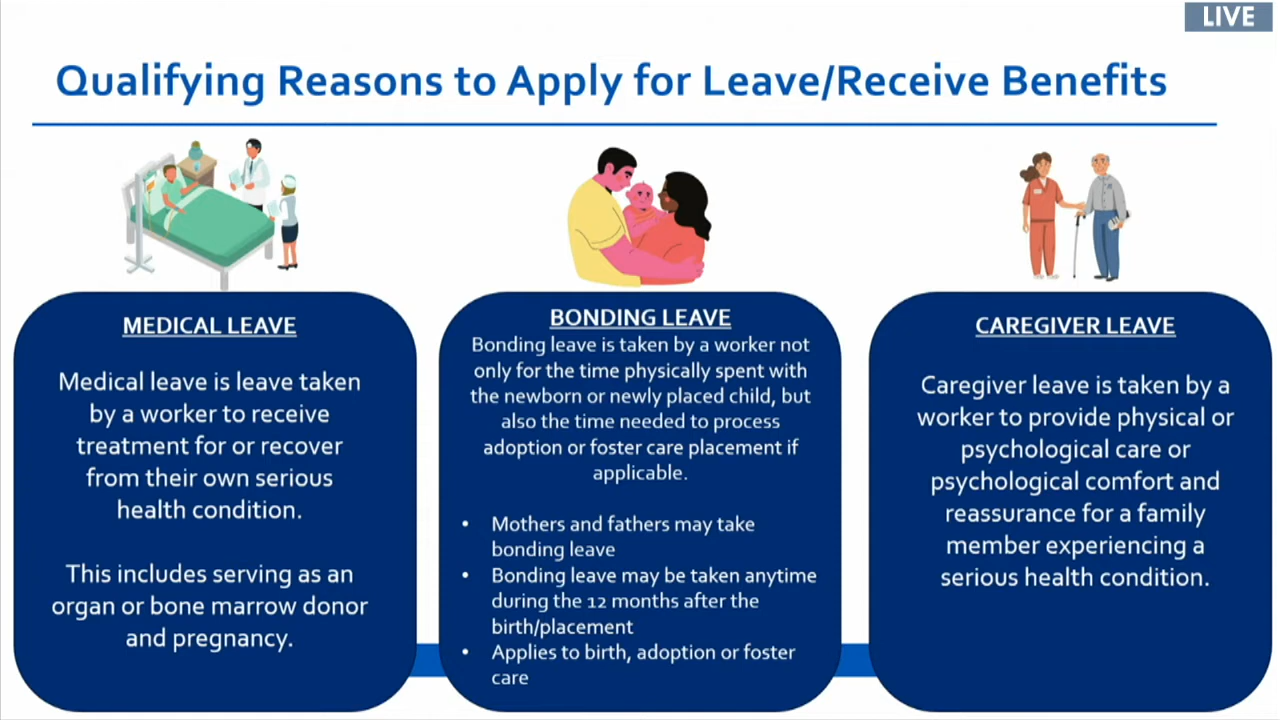 LIVE
Qualifying Reasons to Apply for Leave/Receive Benefits
MEDICAL LEAVE
Medical leave is leave taken
by a worker to receive
treatment for or recover
from their own serious
health condition.
This includes serving as an
organ or bone marrow donor
and pregnancy.
BONDING LEAVE
Bonding leave is taken by a worker not
only for the time physically spent with
the newborn or newly placed child, but
also the time needed to process
adoption or foster care placement if
applicable.
• Mothers and fathers may take
bonding leave
• Bonding leave may be taken anytime
during the 12 months after the
birth/placement
• Applies to birth, adoption or foster
care
CAREGIVER LEAVE
Caregiver leave is taken by a
worker to provide physical or
psychological care or
psychological comfort and
reassurance for a family
member experiencing a
serious health condition.